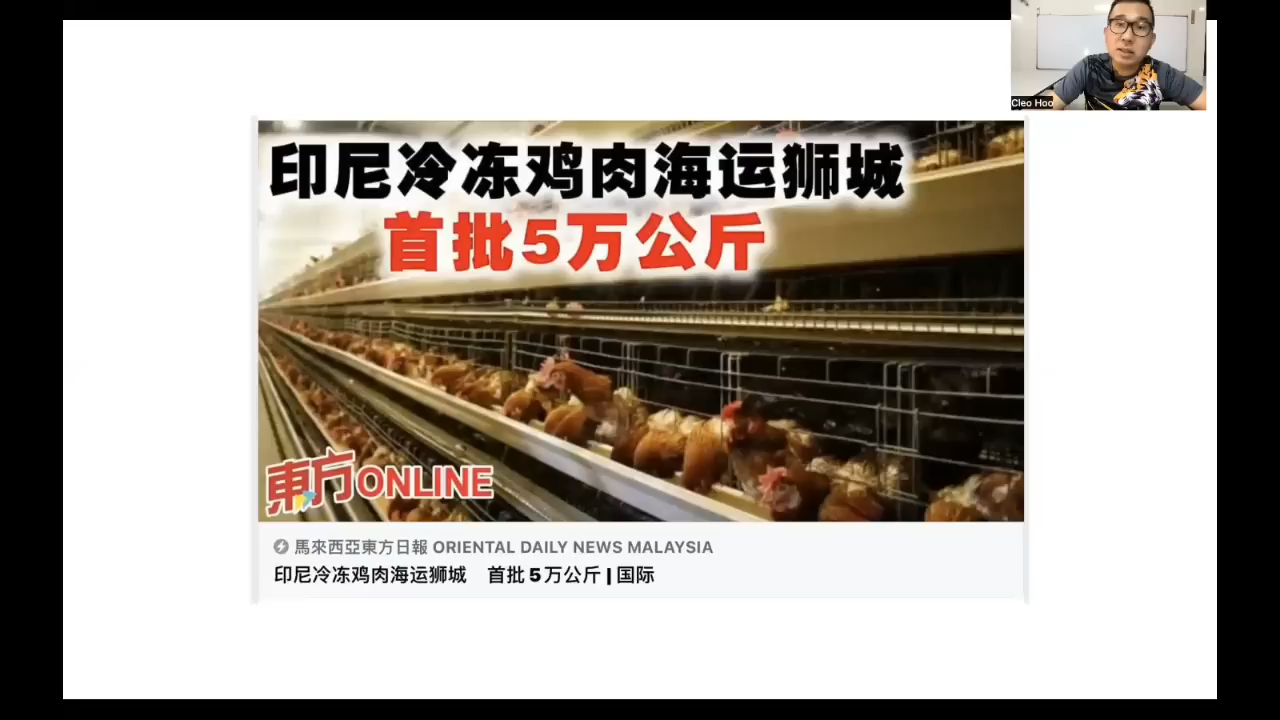 Cleo Hoo
印尼冷冻鸡肉海运狮城
首批5万公斤
東方ONLINE
馬來西亞東方日報 ORIENTAL DAILY NEWS MALAYSIA
印尼冷冻鸡肉海运狮城 首批5万公斤 | 国际